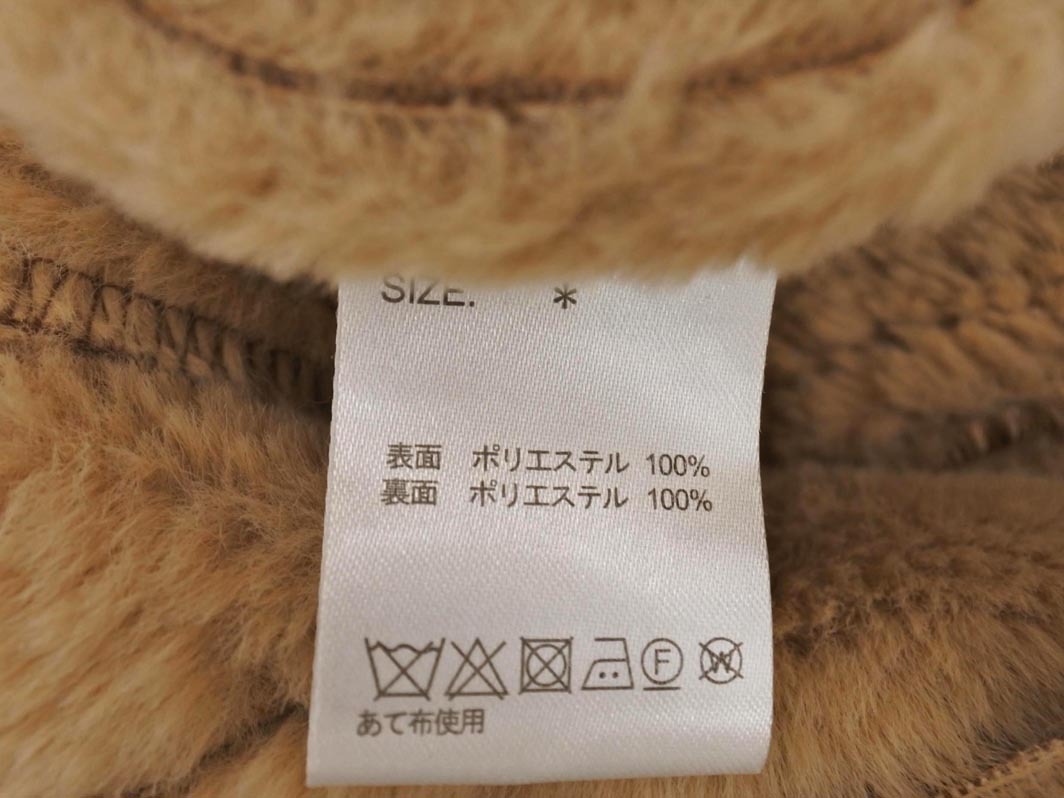 SIZE. *
表面 ポリエステル 100%
裏面 ポリエステル 100%
F W
あて布使用